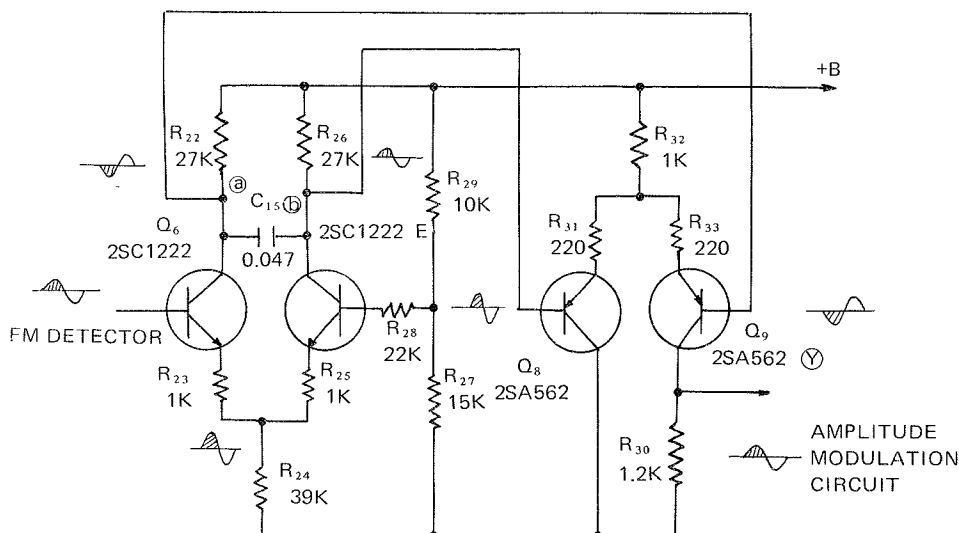 +B
R22
27K
R26
27K
R32
1K
ⓐ
C15 ⓑ
R29
10K
R31
220
R33
220
Q6
2SC1222
0.047
2SC1222 E
FM DETECTOR
R28
22K
Q8
2SA562
Q9
2SA562 Ⓨ
R23
1K
R25
1K
R27
15K
R24
39K
R30
1.2K
AMPLITUDE
MODULATION
CIRCUIT